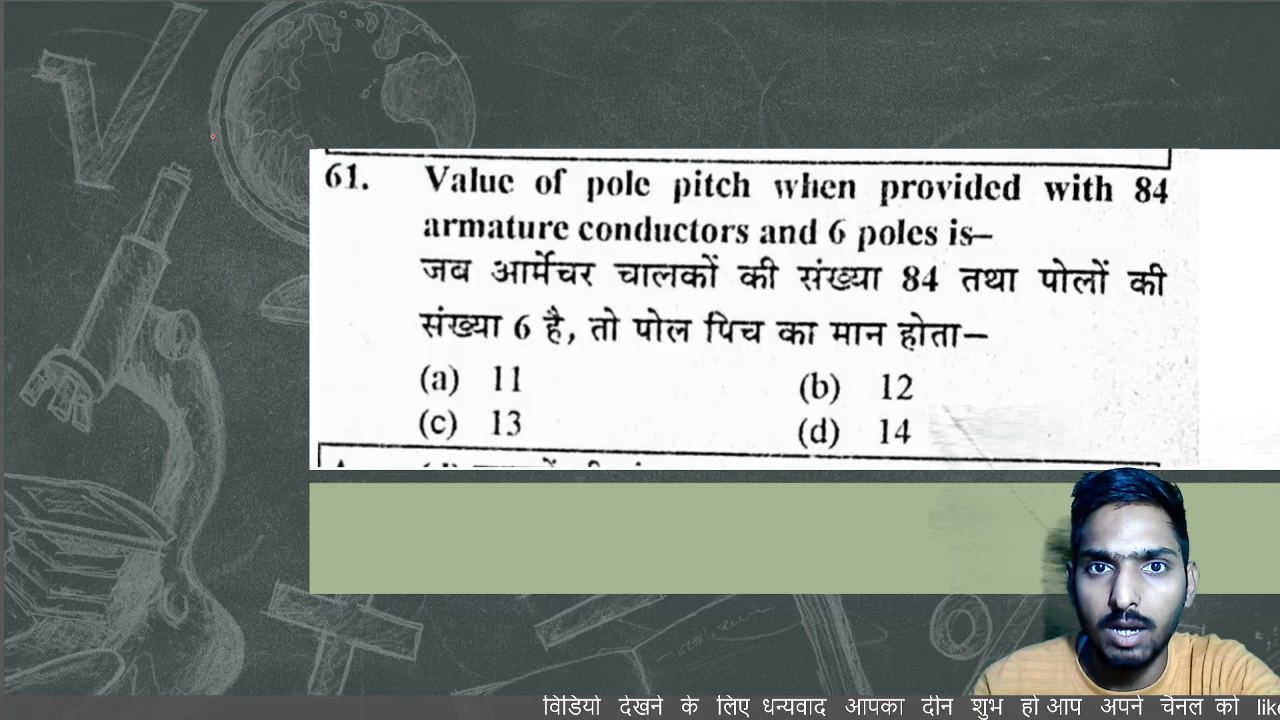 61. Value of pole pitch when provided with 84
armature conductors and 6 poles is–
जब आर्मेचर चालकों की संख्या 84 तथा पोलों की
संख्या 6 है, तो पोल पिच का मान होता–
(a) 11 (b) 12
(c) 13 (d) 14
विडियो देखने के लिए धन्यवाद आपका दीन शुभ हो आप अपने चैनल को like